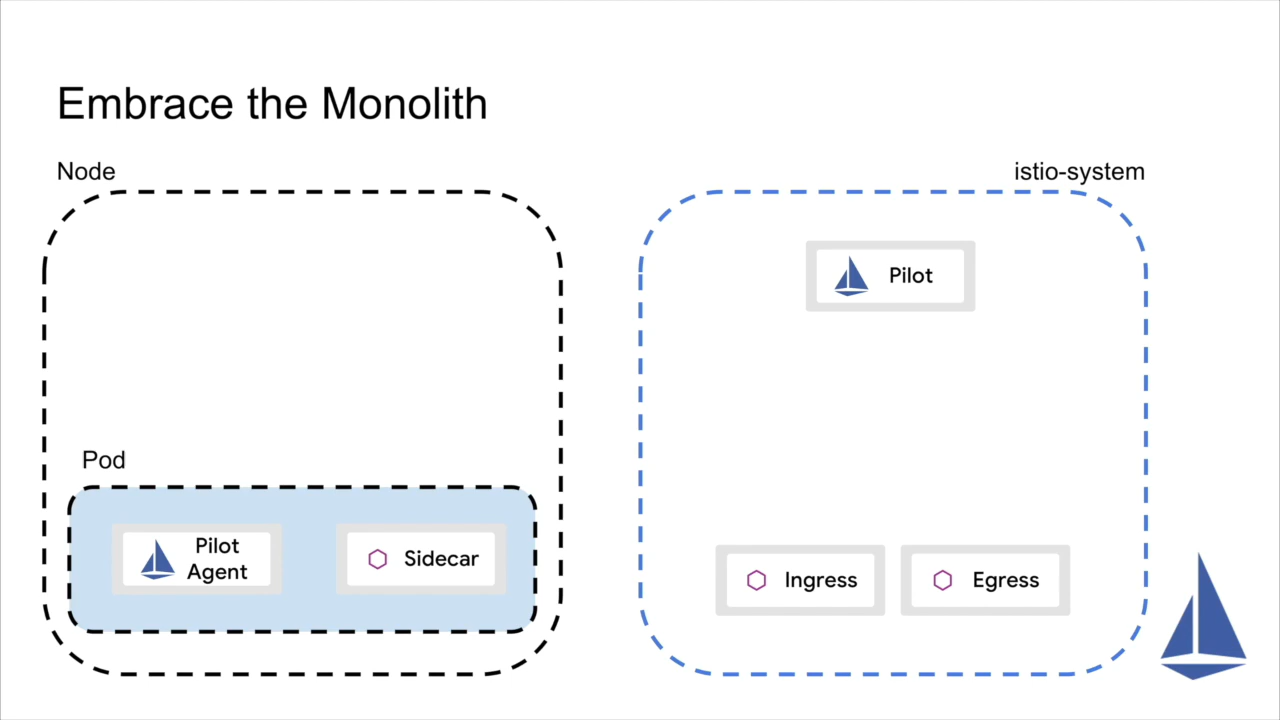 Embrace the Monolith
Node
istio-system
Pilot
Pod
Pilot
Agent
Sidecar
Ingress
Egress